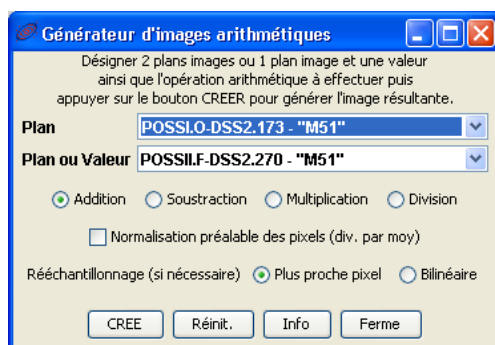 Générateur d'images arithmétiques
Désigner 2 plans images ou 1 plan image et une valeur
ainsi que l'opération arithmétique à effectuer puis
appuyer sur le bouton CREER pour générer l'image résultante.
Plan POSSI.O-DSS2.173 - "M51"
Plan ou Valeur POSSII.F-DSS2.270 - "M51"
Addition Soustraction Multiplication Division
Normalisation préalable des pixels (div. par moy)
Rééchantillonnage (si nécessaire) Plus proche pixel Bilinéaire
CREE Réinit. Info Ferme